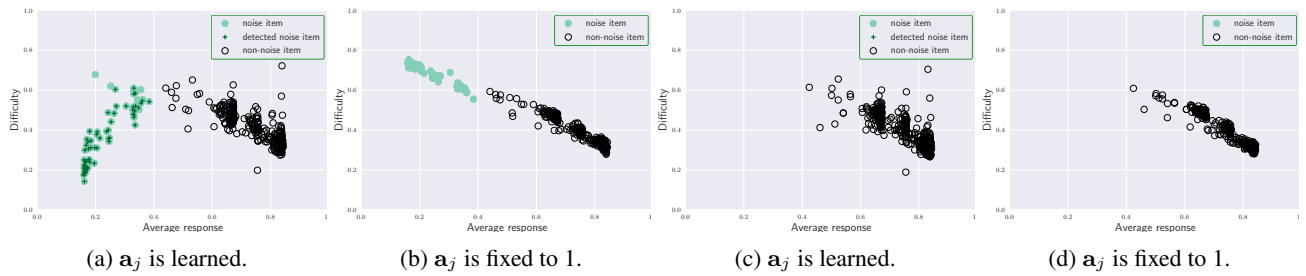 1.0
0.8
0.6
0.4
0.2
0.0
Difficulty
0.0 0.2 0.4 0.6 0.8 1
Average response
noise item
detected noise item
non-noise item
(a) a_j is learned.
1.0
0.8
0.6
0.4
0.2
0.0
Difficulty
0.0 0.2 0.4 0.6 0.8 1
Average response
noise item
non-noise item
(b) a_j is fixed to 1.
1.0
0.8
0.6
0.4
0.2
0.0
Difficulty
0.0 0.2 0.4 0.6 0.8 1
Average response
noise item
detected noise item
non-noise item
(c) a_j is learned.
1.0
0.8
0.6
0.4
0.2
0.0
Difficulty
0.0 0.2 0.4 0.6 0.8 1
Average response
noise item
non-noise item
(d) a_j is fixed to 1.